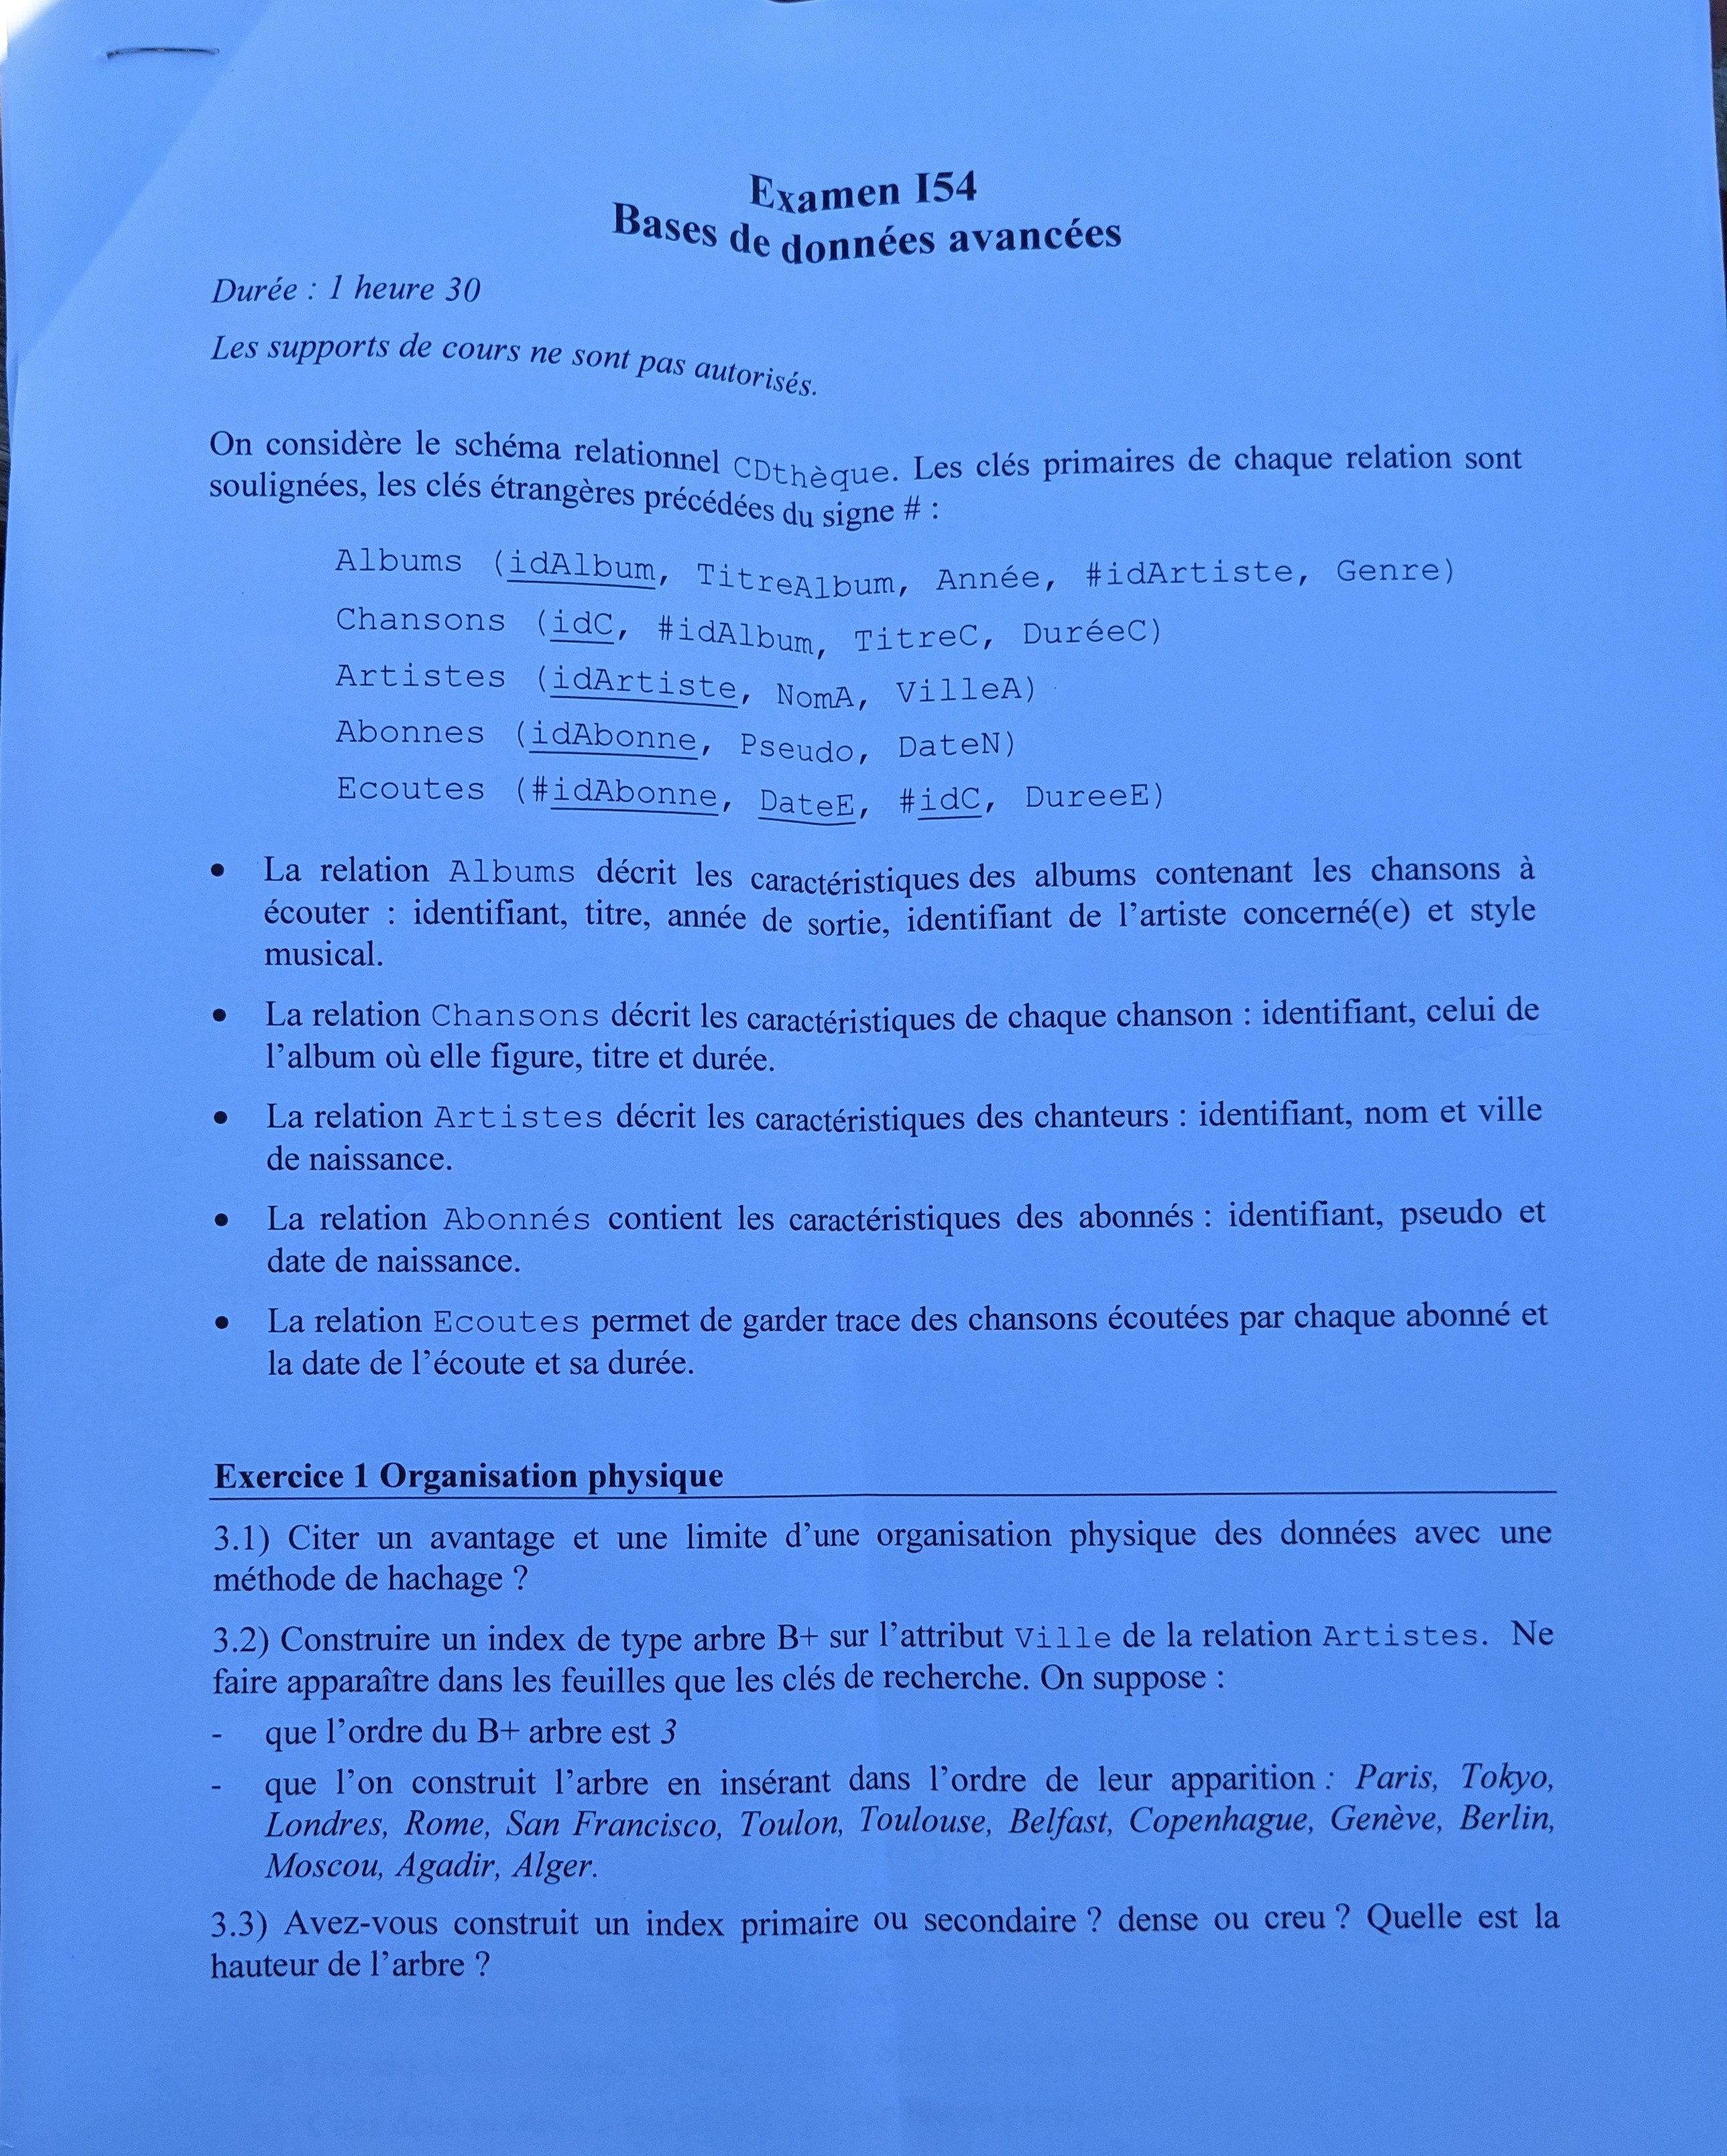 Examen I54
Bases de données avancées
Durée : 1 heure 30
Les supports de cours ne sont pas autorisés.
On considère le schéma relationnel CDthèque. Les clés primaires de chaque relation sont
soulignées, les clés étrangères précédées du signe # :
Albums (idAlbum, TitreAlbum, Année, #idArtiste, Genre)
Chansons (idC, #idAlbum, TitreC, DuréeC)
Artistes (idArtiste, NomA, VilleA)
Abonnes (idAbonne, Pseudo, DateN)
Ecoutes (#idAbonne, DateE, #idC, DureeE)
• La relation Albums décrit les caractéristiques des albums contenant les chansons à
écouter : identifiant, titre, année de sortie, identifiant de l'artiste concerné(e) et style
musical.
• La relation Chansons décrit les caractéristiques de chaque chanson : identifiant, celui de
l'album où elle figure, titre et durée.
• La relation Artistes décrit les caractéristiques des chanteurs : identifiant, nom et ville
de naissance.
• La relation Abonnés contient les caractéristiques des abonnés : identifiant, pseudo et
date de naissance.
• La relation Ecoutes permet de garder trace des chansons écoutées par chaque abonné et
la date de l'écoute et sa durée.
Exercice 1 Organisation physique
3.1) Citer un avantage et une limite d'une organisation physique des données avec une
méthode de hachage ?
3.2) Construire un index de type arbre B+ sur l'attribut Ville de la relation Artistes. Ne
faire apparaître dans les feuilles que les clés de recherche. On suppose :
- que l'ordre du B+ arbre est 3
- que l'on construit l'arbre en insérant dans l'ordre de leur apparition : Paris, Tokyo,
Londres, Rome, San Francisco, Toulon, Toulouse, Belfast, Copenhague, Genève, Berlin,
Moscou, Agadir, Alger.
3.3) Avez-vous construit un index primaire ou secondaire ? dense ou creu ? Quelle est la
hauteur de l'arbre ?